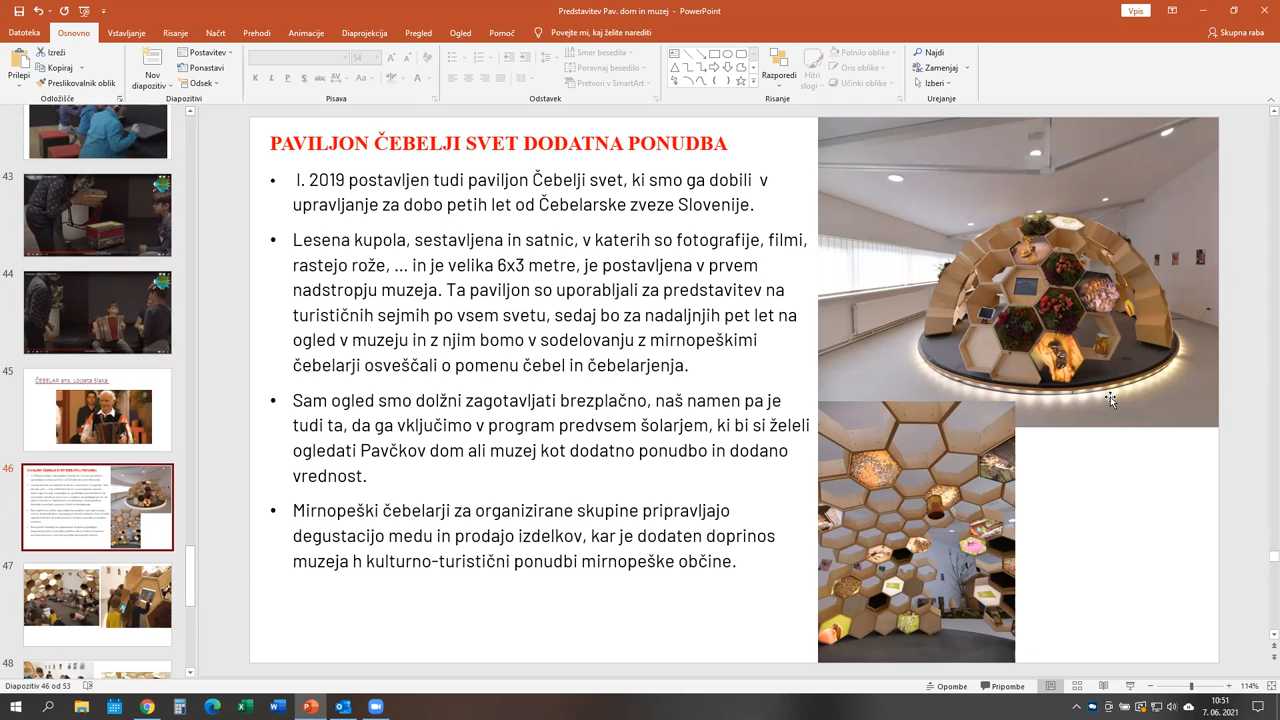 Predstavitev Pav. dom in muzej - PowerPoint
Vpis
Datoteka Osnovno Vstavljanje Risanje Načrt Prehodi Animacije Diaprojekcija Pregled Ogled Pomoč Povejte mi, kaj želite narediti Skupna raba
Prilepi
Izreži
Kopiraj
Preslikovalnik oblik
Odložišče
Nov diapozitiv
Postavitev
Ponastavi
Odsek
Diapozitivi
54
Pisava
Smer besedila
Poravnaj besedilo
Pretvori v SmartArt
Odstavek
Razporedi
Hitri slogi
Polnilo oblike
Oris oblike
Učinki oblike
Risanje
Najdi
Zamenjaj
Izberi
Urejanje
43
44
45
ČEBELAR ans. Lojzeta Slaka
46
47
48
PAVILJON ČEBELJI SVET DODATNA PONUDBA
• l. 2019 postavljen tudi paviljon Čebelji svet, ki smo ga dobili v
upravljanje za dobo petih let od Čebelarske zveze Slovenije.
• Lesena kupola, sestavljena in satnic, v katerih so fotografije, filmi,
rastejo rože, ... in je velika 6x3 metre, je postavljena v prvem
nadstropju muzeja. Ta paviljon so uporabljali za predstavitev na
turističnih sejmih po vsem svetu, sedaj bo za nadaljnjih pet let na
ogled v muzeju in z njim bomo v sodelovanju z mirnopeškimi
čebelarji osveščali o pomenu čebel in čebelarjenja.
• Sam ogled smo dolžni zagotavljati brezplačno, naš namen pa je
tudi ta, da ga vključimo v program predvsem šolarjem, ki bi si želeli
ogledati Pavčkov dom ali muzej kot dodatno ponudbo in dodano
vrednost.
• Mirnopeški čebelarji za organizirane skupine pripravljajo
degustacijo medu in prodajo izdelkov, kar je dodaten doprinos
muzeja h kulturno-turistični ponudbi mirnopeške občine.
Diapozitiv 46 od 53
Opombe
Pripombe
114%
10:51
7. 06. 2021